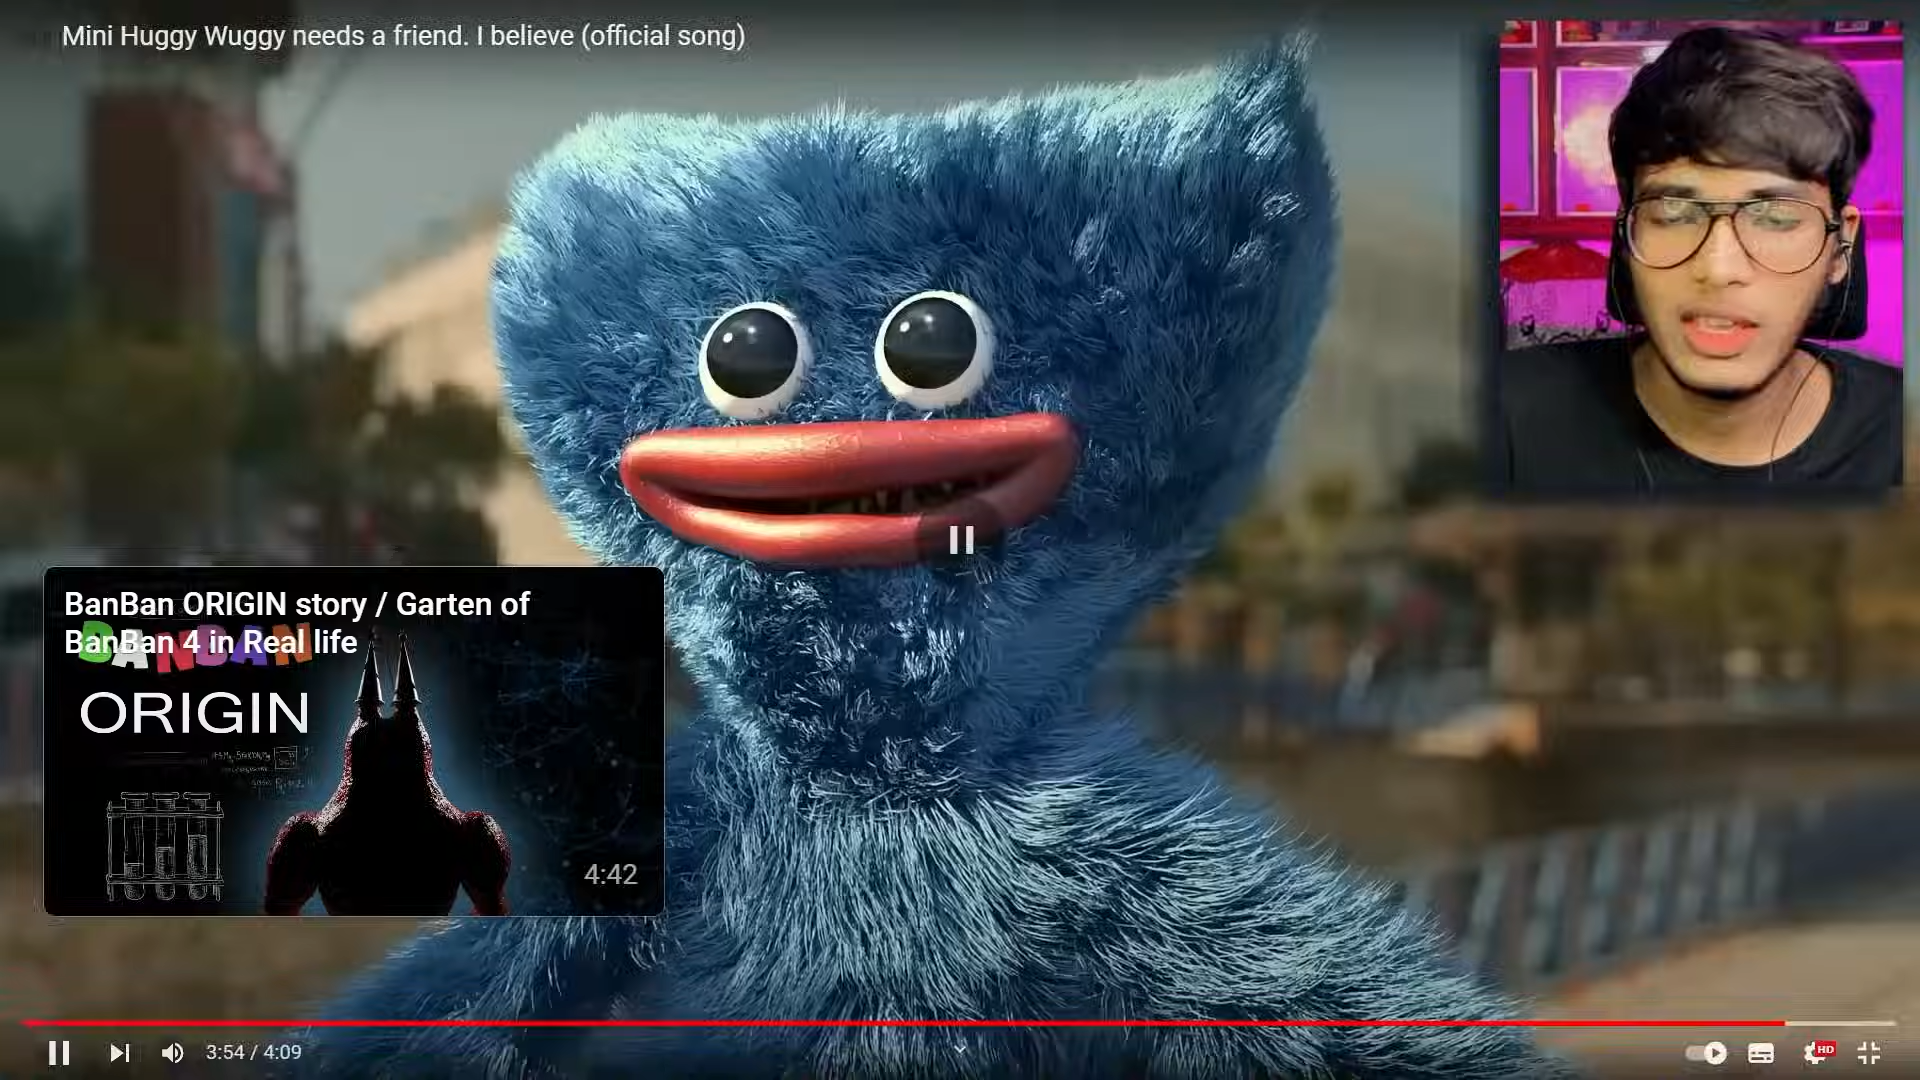 Mini Huggy Wuggy needs a friend. I believe (official song)
BanBan ORIGIN story / Garten of
BanBan 4 in Real life
BANBAN
ORIGIN
4:42
3:54 / 4:09
HD